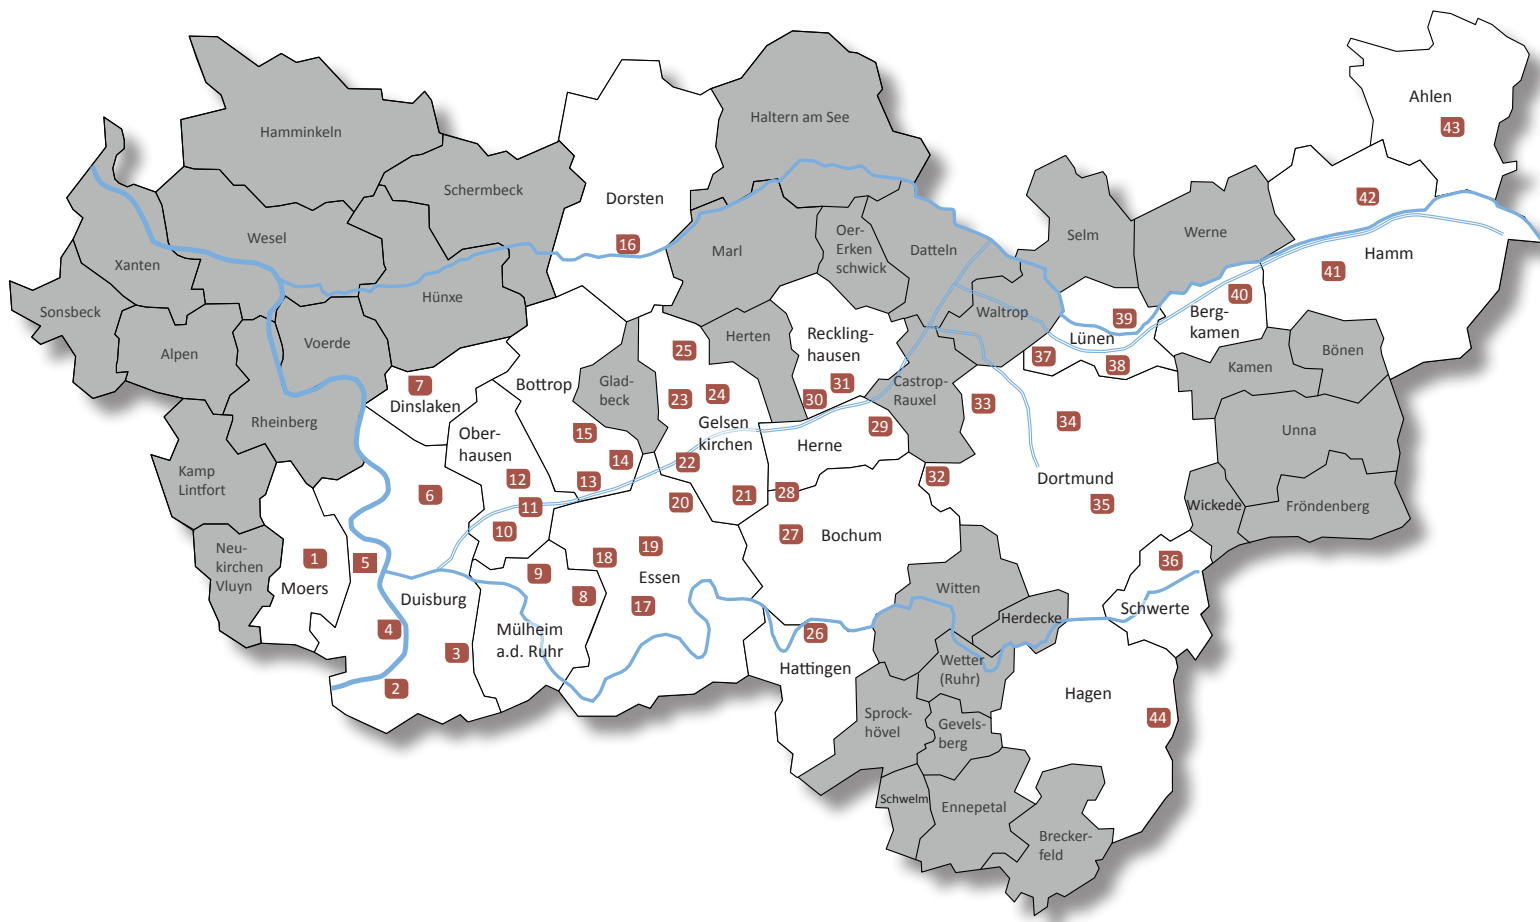 Ahlen
43
Hamminkeln
Haltern am See
Schermbeck
Dorsten
42
Wesel
16
Marl
Oer-
Erken
schwick
Datteln
Selm
Werne
Hamm
41
Xanten
Hünxe
40
Sonsbeck
Waltrop
39
Berg-
kamen
Voerde
Herten
Reckling-
hausen
Lünen
Alpen
25
37
38
Kamen
Bönen
7
Bottrop
Glad-
beck
31
Castrop-
Rauxel
Dinslaken
23
24
30
33
Rheinberg
Gelsen
kirchen
34
Unna
Ober-
hausen
15
29
Herne
Kamp
Lintfort
14
22
12
13
32
Dortmund
6
21
28
20
11
35
Wickede
Fröndenberg
10
27
Bochum
Neu-
kirchen
Vluyn
1
5
18
19
36
9
Essen
Moers
Duisburg
8
17
Witten
Schwerte
4
Mülheim
a.d. Ruhr
26
Herdecke
3
Hattingen
Wetter
(Ruhr)
2
Hagen
44
Sprock-
hövel
Gevels-
berg
Schwelm
Ennepetal
Brecker-
feld